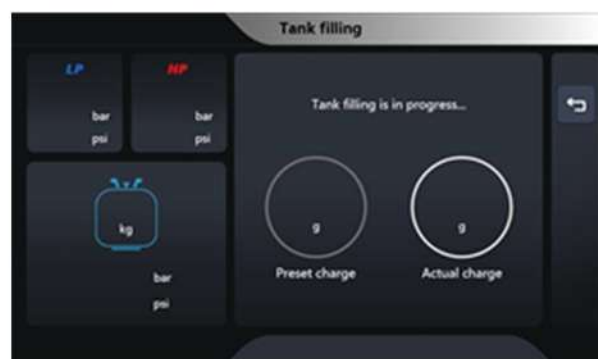 Tank filling
LP
HP
bar
psi
bar
psi
kg
bar
psi
Tank filling is in progress...
g
Preset charge
g
Actual charge